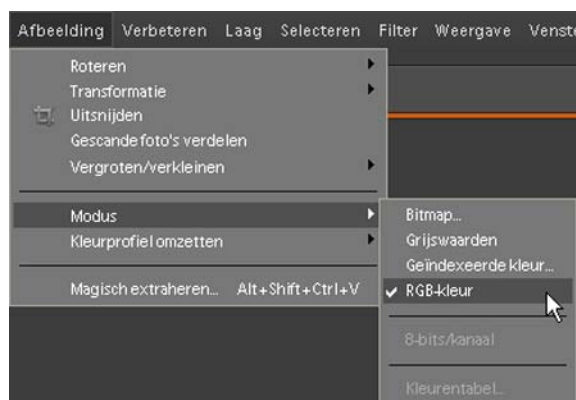 Afbeelding Verbeteren Laag Selecteren Filter Weergave Venste
Roteren
Transformatie
Uitsnijden
Gescande foto's verdelen
Vergroten/verkleinen
Modus
Kleurprofiel omzetten
Magisch extraheren... Alt+Shift+Ctrl+V
Bitmap...
Grijswaarden
Geïndexeerde kleur...
RGB-kleur
8-bits/kanaal
Kleurentabel...